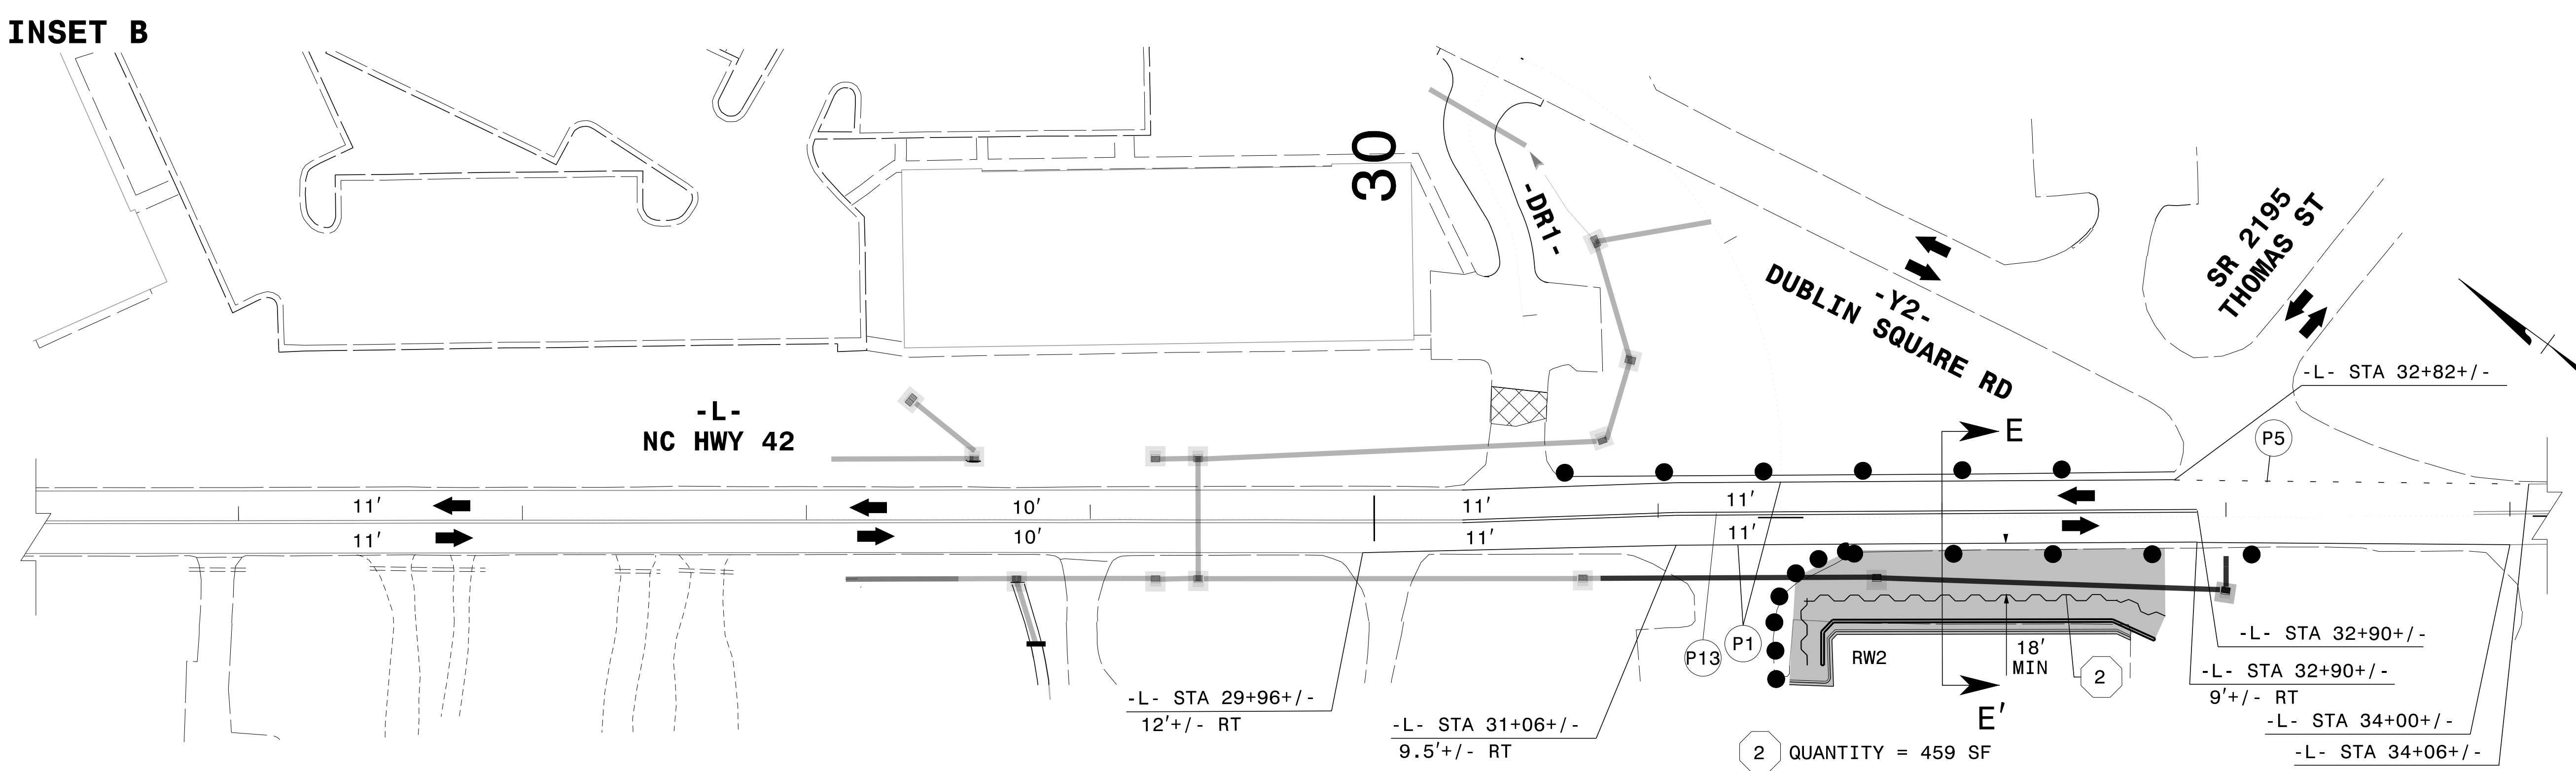 INSET B
30
-DR1-
SR 2195
THOMAS ST
-Y2-
DUBLIN SQUARE RD
-L- STA 32+82+/-
-L-
NC HWY 42
E
P5
11'
10'
11'
11'
11'
10'
11'
11'
P13
P1
RW2
18'
MIN
2
-L- STA 32+90+/-
-L- STA 32+90+/-
9'+/- RT
-L- STA 29+96+/-
12'+/- RT
-L- STA 31+06+/-
9.5'+/- RT
E'
-L- STA 34+00+/-
-L- STA 34+06+/-
2 QUANTITY = 459 SF